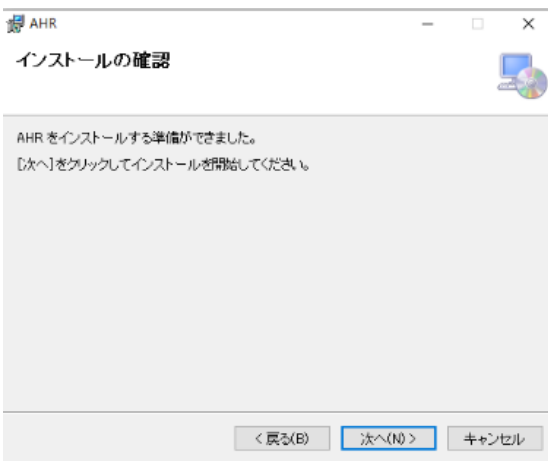 AHR
インストールの確認
AHR をインストールする準備ができました。
[次へ]をクリックしてインストールを開始してください。
< 戻る(B)
次へ(N) >
キャンセル